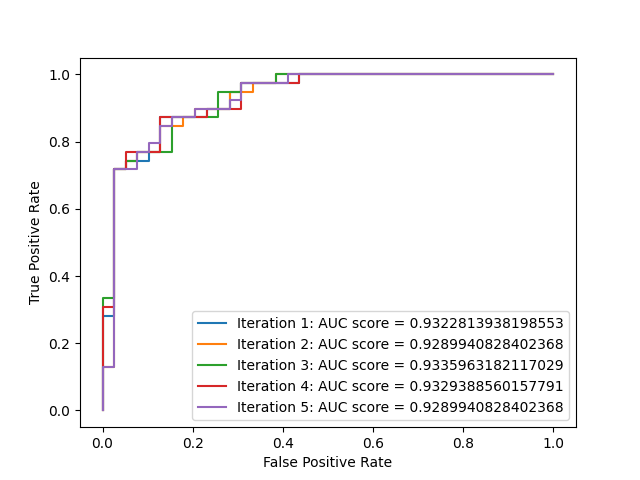 1.0
0.8
0.6
0.4
0.2
0.0
True Positive Rate
Iteration 1: AUC score = 0.9322813938198553
Iteration 2: AUC score = 0.9289940828402368
Iteration 3: AUC score = 0.9335963182117029
Iteration 4: AUC score = 0.9329388560157791
Iteration 5: AUC score = 0.9289940828402368
0.0 0.2 0.4 0.6 0.8 1.0
False Positive Rate